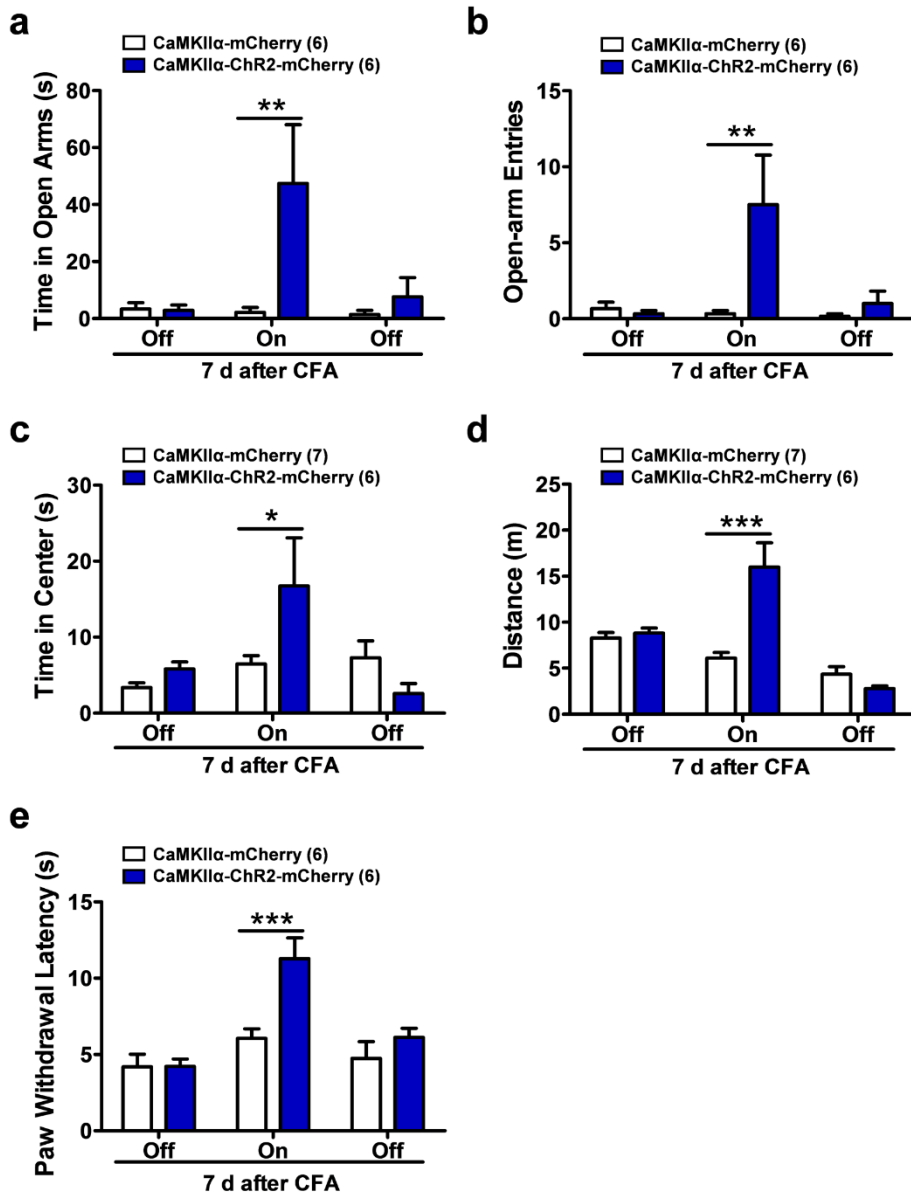 a
CaMKIIα-mCherry (6)
CaMKIIα-ChR2-mCherry (6)
Time in Open Arms (s)
80
60
40
20
0
**
Off On Off
7 d after CFA
b
CaMKIIα-mCherry (6)
CaMKIIα-ChR2-mCherry (6)
Open-arm Entries
15
10
5
0
**
Off On Off
7 d after CFA
c
CaMKIIα-mCherry (7)
CaMKIIα-ChR2-mCherry (6)
Time in Center (s)
30
20
10
0
*
Off On Off
7 d after CFA
d
CaMKIIα-mCherry (7)
CaMKIIα-ChR2-mCherry (6)
Distance (m)
25
20
15
10
5
0
***
Off On Off
7 d after CFA
e
CaMKIIα-mCherry (6)
CaMKIIα-ChR2-mCherry (6)
Paw Withdrawal Latency (s)
15
10
5
0
***
Off On Off
7 d after CFA